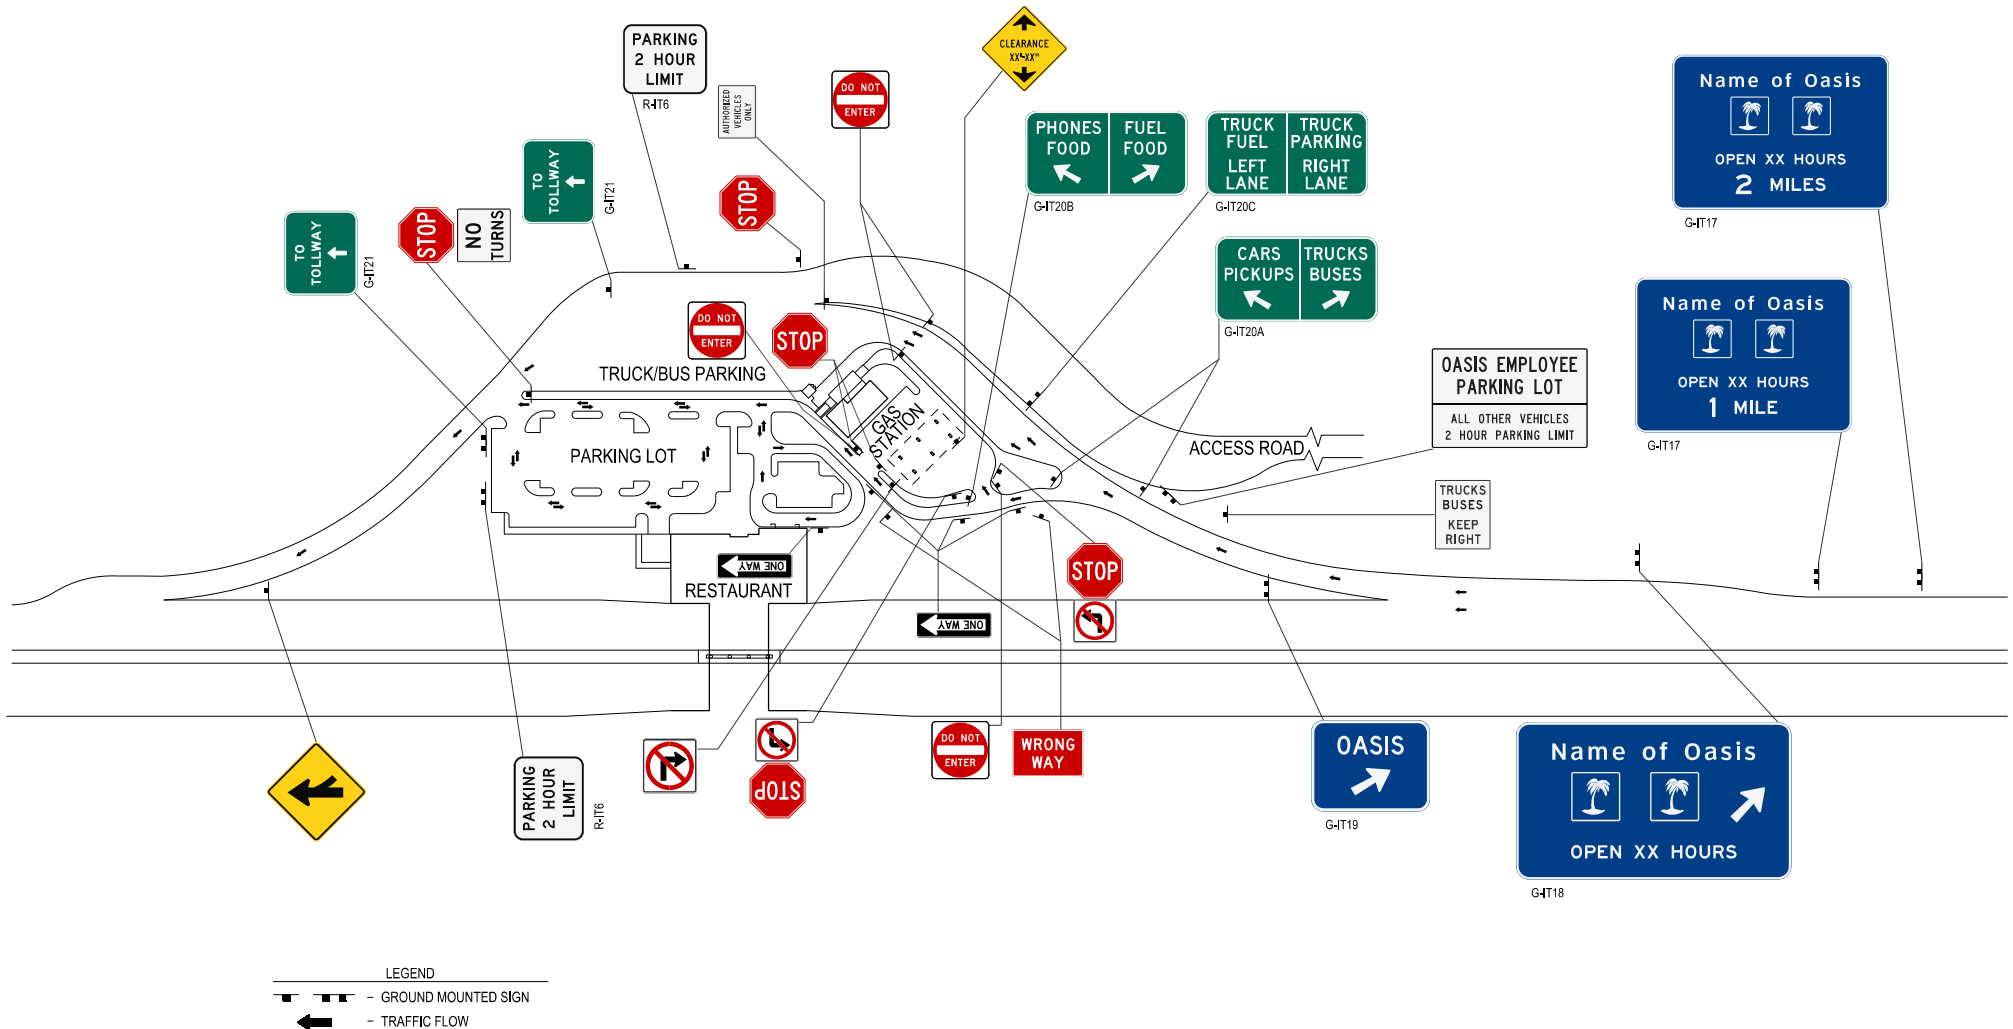 CLEARANCE
XX'-XX"
PARKING
2 HOUR
LIMIT
R-IT6
AUTHORIZED
VEHICLES
ONLY
DO NOT
ENTER
Name of Oasis
OPEN XX HOURS
2 MILES
G-IT17
PHONES
FOOD
FUEL
FOOD
G-IT20B
TRUCK
FUEL
LEFT
LANE
TRUCK
PARKING
RIGHT
LANE
G-IT20C
TO
TOLLWAY
G-IT21
STOP
TO
TOLLWAY
G-IT21
STOP
NO
TURNS
CARS
PICKUPS
TRUCKS
BUSES
G-IT20A
Name of Oasis
OPEN XX HOURS
1 MILE
G-IT17
DO NOT
ENTER
STOP
TRUCK/BUS PARKING
OASIS EMPLOYEE
PARKING LOT
ALL OTHER VEHICLES
2 HOUR PARKING LIMIT
GAS
STATION
ACCESS ROAD
PARKING LOT
TRUCKS
BUSES
KEEP
RIGHT
ONE WAY
RESTAURANT
STOP
ONE WAY
PARKING
2 HOUR
LIMIT
R-IT6
STOP
DO NOT
ENTER
WRONG
WAY
OASIS
G-IT19
Name of Oasis
OPEN XX HOURS
G-IT18
LEGEND
- GROUND MOUNTED SIGN
- TRAFFIC FLOW